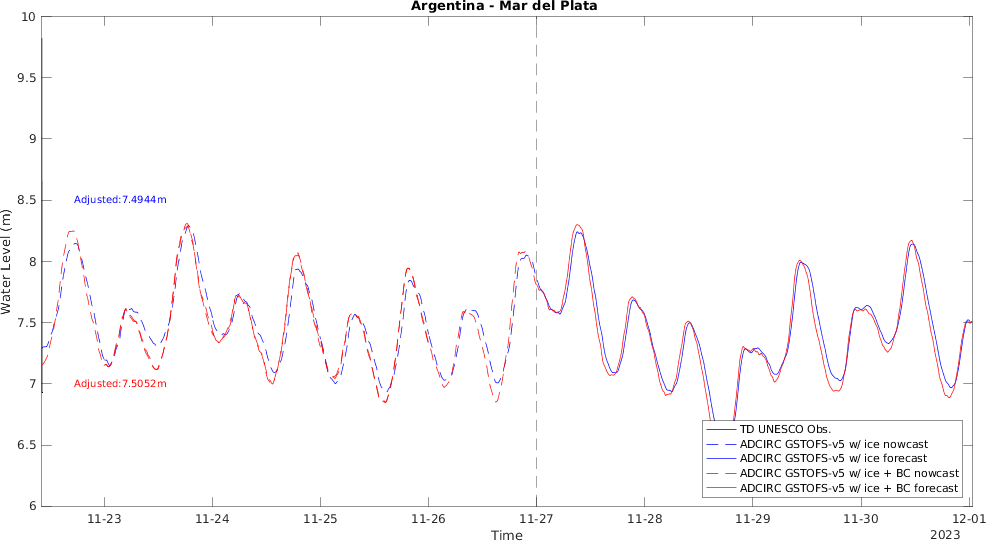 Argentina - Mar del Plata
10
9.5
9
8.5
8
7.5
7
6.5
6
Water Level (m)
Adjusted:7.4944m
Adjusted:7.5052m
TD UNESCO Obs.
ADCIRC GSTOFS-v5 w/ ice nowcast
ADCIRC GSTOFS-v5 w/ ice forecast
ADCIRC GSTOFS-v5 w/ ice + BC nowcast
ADCIRC GSTOFS-v5 w/ ice + BC forecast
11-23 11-24 11-25 11-26 11-27 11-28 11-29 11-30 12-01
Time
2023